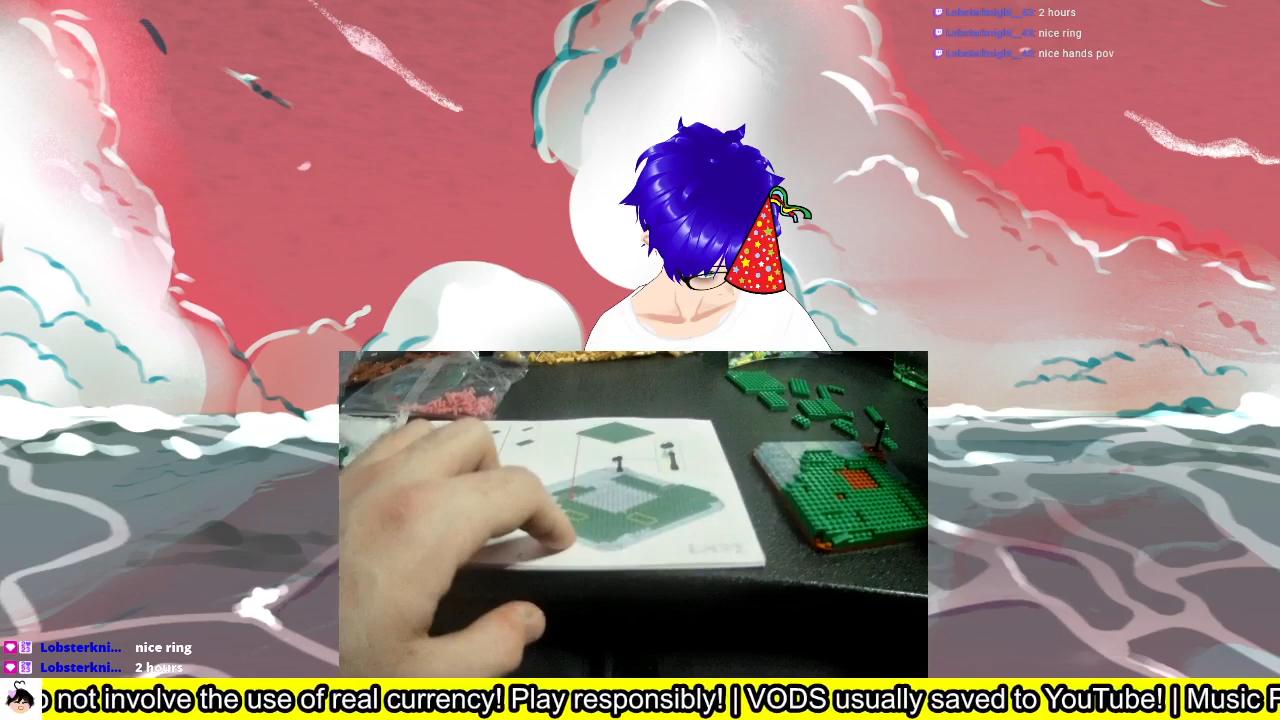 2 hours
nice ring
nice hands pov
Lobsterkni... nice ring
Lobsterkni... 2 hours
o not involve the use of real currency! Play responsibly! | VODS usually saved to YouTube! | Music